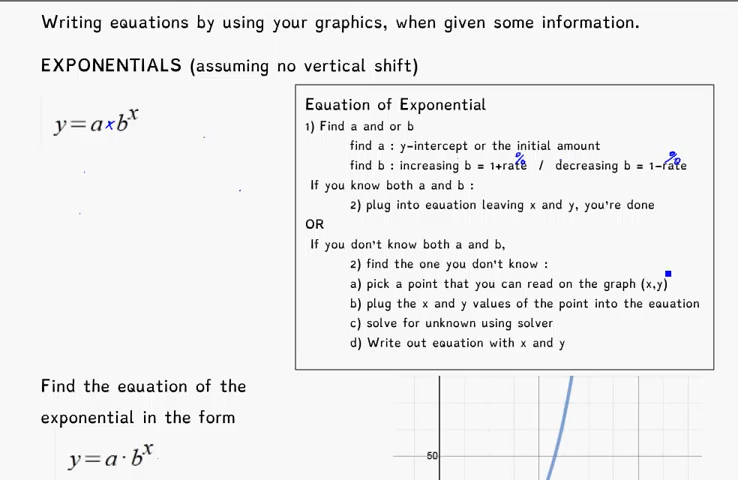 Writing equations by using your graphics, when given some information.
EXPONENTIALS (assuming no vertical shift)
y=a×b^x
Equation of Exponential
1) Find a and or b
find a : y-intercept or the initial amount
find b : increasing b = 1+rate % / decreasing b = 1-rate %
If you know both a and b :
2) plug into equation leaving x and y, you're done
OR
If you don't know both a and b,
2) find the one you don't know :
a) pick a point that you can read on the graph (x,y)
b) plug the x and y values of the point into the equation
c) solve for unknown using solver
d) Write out equation with x and y
Find the equation of the
exponential in the form
y=a·b^x
50